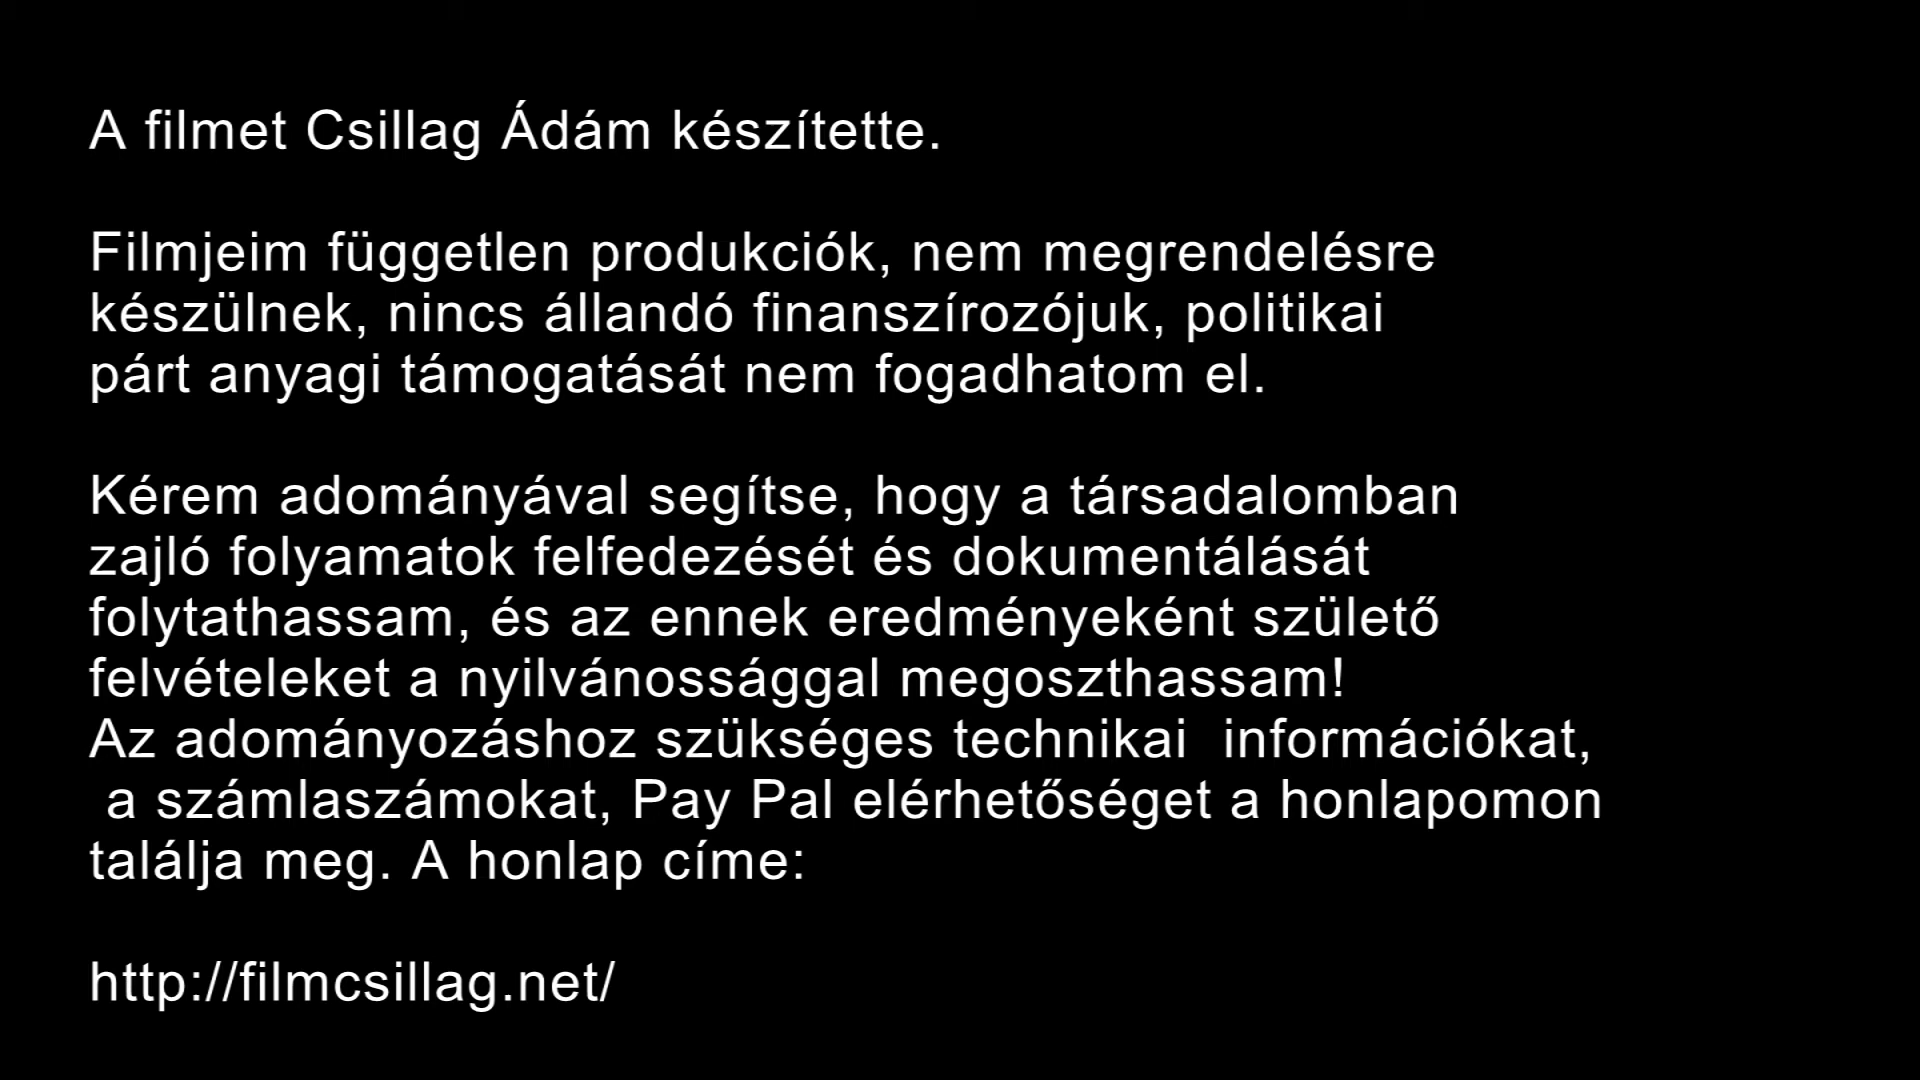 A filmet Csillag Ádám készítette.
Filmjeim független produkciók, nem megrendelésre
készülnek, nincs állandó finanszírozójuk, politikai
párt anyagi támogatását nem fogadhatom el.
Kérem adományával segítse, hogy a társadalomban
zajló folyamatok felfedezését és dokumentálását
folytathassam, és az ennek eredményeként születő
felvételeket a nyilvánossággal megoszthassam!
Az adományozáshoz szükséges technikai  információkat,
a számlaszámokat, Pay Pal elérhetőséget a honlapomon
találja meg. A honlap címe:
http://filmcsillag.net/